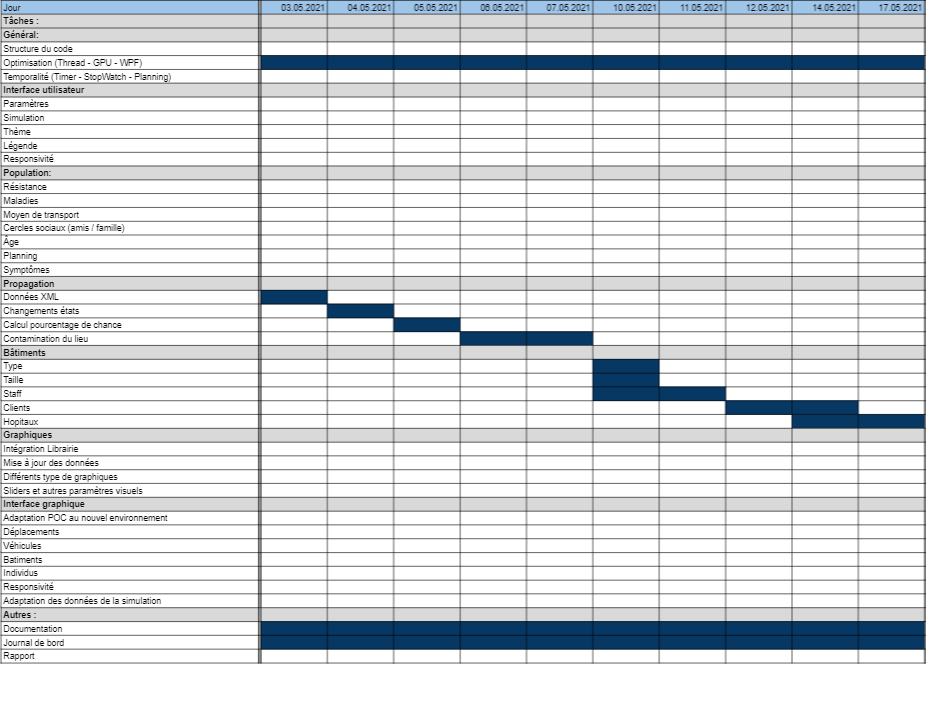 Jour 03.05.2021 04.05.2021 05.05.2021 06.05.2021 07.05.2021 10.05.2021 11.05.2021 12.05.2021 14.05.2021 17.05.2021
Tâches :
Général:
Structure du code
Optimisation (Thread - GPU - WPF)
Temporalité (Timer - StopWatch - Planning)
Interface utilisateur
Paramètres
Simulation
Thème
Légende
Responsivité
Population:
Résistance
Maladies
Moyen de transport
Cercles sociaux (amis / famille)
Âge
Planning
Symptômes
Propagation
Données XML
Changements états
Calcul pourcentage de chance
Contamination du lieu
Bâtiments
Type
Taille
Staff
Clients
Hopitaux
Graphiques
Intégration Librairie
Mise à jour des données
Différents type de graphiques
Sliders et autres paramètres visuels
Interface graphique
Adaptation POC au nouvel environnement
Déplacements
Véhicules
Batiments
Individus
Responsivité
Adaptation des données de la simulation
Autres :
Documentation
Journal de bord
Rapport